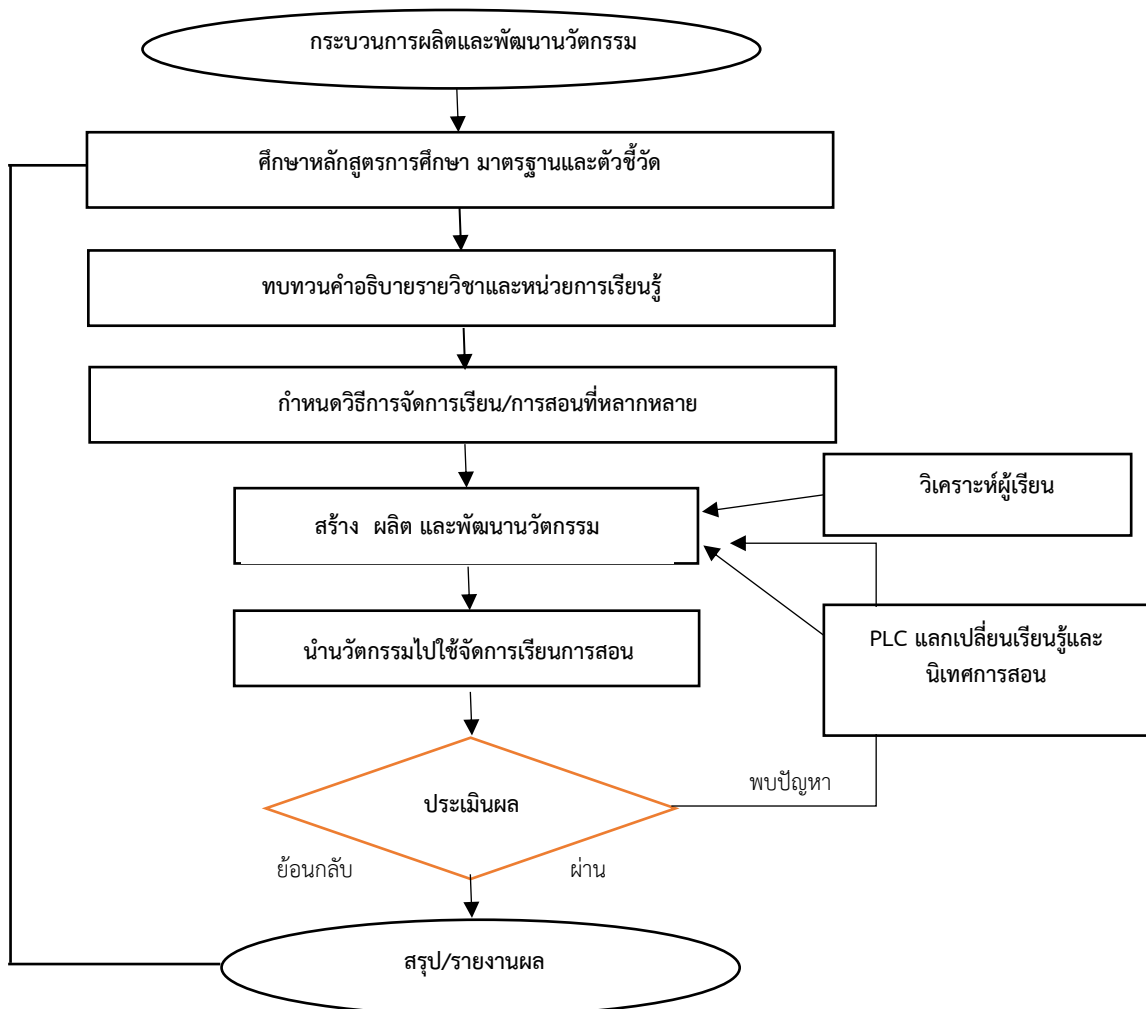 กระบวนการผลิตและพัฒนานวัตกรรม
ศึกษาหลักสูตรการศึกษา มาตรฐานและตัวชี้วัด
ทบทวนคำอธิบายรายวิชาและหน่วยการเรียนรู้
กำหนดวิธีการจัดการเรียน/การสอนที่หลากหลาย
วิเคราะห์ผู้เรียน
สร้าง  ผลิต และพัฒนานวัตกรรม
PLC แลกเปลี่ยนเรียนรู้และ
นิเทศการสอน
นำนวัตกรรมไปใช้จัดการเรียนการสอน
พบปัญหา
ประเมินผล
ย้อนกลับ
ผ่าน
สรุป/รายงานผล